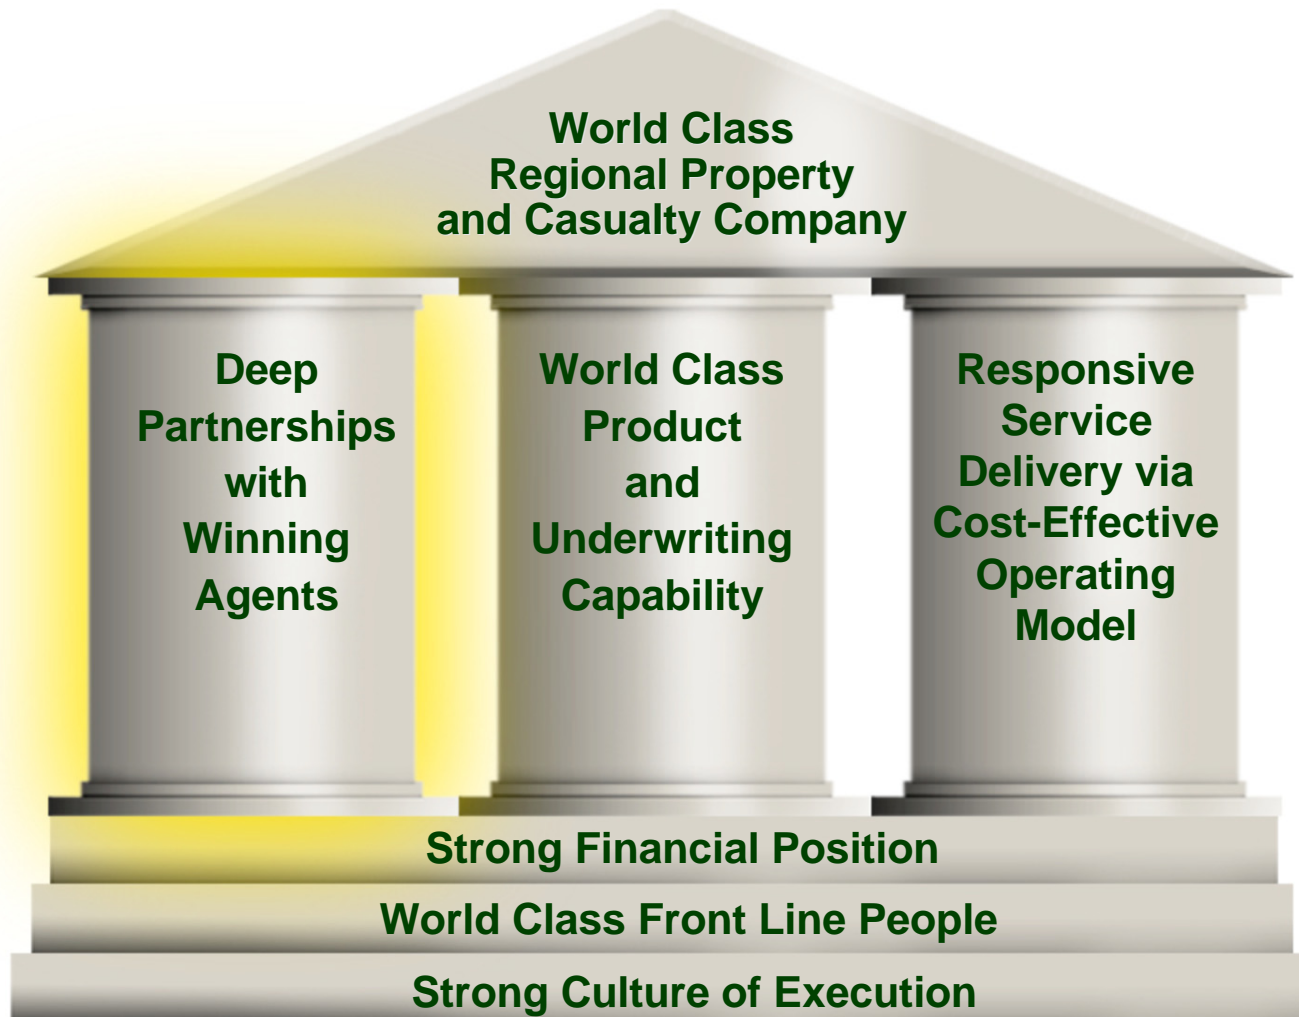 World Class
Regional Property
and Casualty Company
Deep
Partnerships
with
Winning
Agents
World Class
Product
and
Underwriting
Capability
Responsive
Service
Delivery via
Cost-Effective
Operating
Model
Strong Financial Position
World Class Front Line People
Strong Culture of Execution